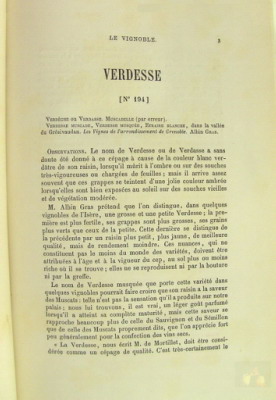 LE VIGNOBLE.
3
VERDESSE
[No 194]
VERDESSE ou VERDASSE. MUSCADELLE (par erreur).
VERDESSE MUSCADE, VERDESSE MUSQUÉE, ETRAIRE BLANCHE, dans la vallée
du Grésivaudan. Les Vignes de l'arrondissement de Grenoble. ALBIN GRAS.
OBSERVATIONS. Le nom de Verdesse ou de Verdasse a sans
doute été donné à ce cépage à cause de la couleur blanc ver-
dâtre de son raisin, lorsqu'il mûrit à l'ombre ou sur des souches
très-vigoureuses ou chargées de feuilles; mais il arrive assez
souvent que ces grappes se teintent d'une jolie couleur ambrée
lorsqu'elles sont bien exposées au soleil sur des souches vieilles
et de végétation modérée.
M. Albin Gras prétend que l'on distingue, dans quelques
vignobles de l'Isère, une grosse et une petite Verdesse; la pre-
mière est plus fertile, ses grappes sont plus grosses, ses grains
plus verts que ceux de la petite. Cette dernière se distingue de
la précédente par un raisin plus petit, plus jaune, de meilleure
qualité, mais de rendement moindre. Ces nuances, qui ne
constituent pas le moins du monde des variétés, doivent être
attribuées à l'âge et à la vigueur du cep, au sol plus ou moins
riche où il se trouve; elles ne se reproduisent ni par la bouture
ni par la greffe.
Le nom de Verdesse musquée que porte cette variété dans
quelques vignobles pourrait faire croire que son raisin a la saveur
des Muscats: telle n'est pas la sensation qu'il a produite sur notre
palais; nous lui trouvons, il est vrai, un léger goût parfumé
lorsqu'il a atteint sa complète maturité, mais cette saveur se
rapproche beaucoup plus de celle du Sauvignon et du Sémillon
que de celle des Muscats proprement dits, que l'on apprécie fort
peu généralement pour la confection des vins secs.
« La Verdesse, nous écrit M. de Mortillet, doit être consi-
dérée comme un cépage de qualité. C'est très-certainement le